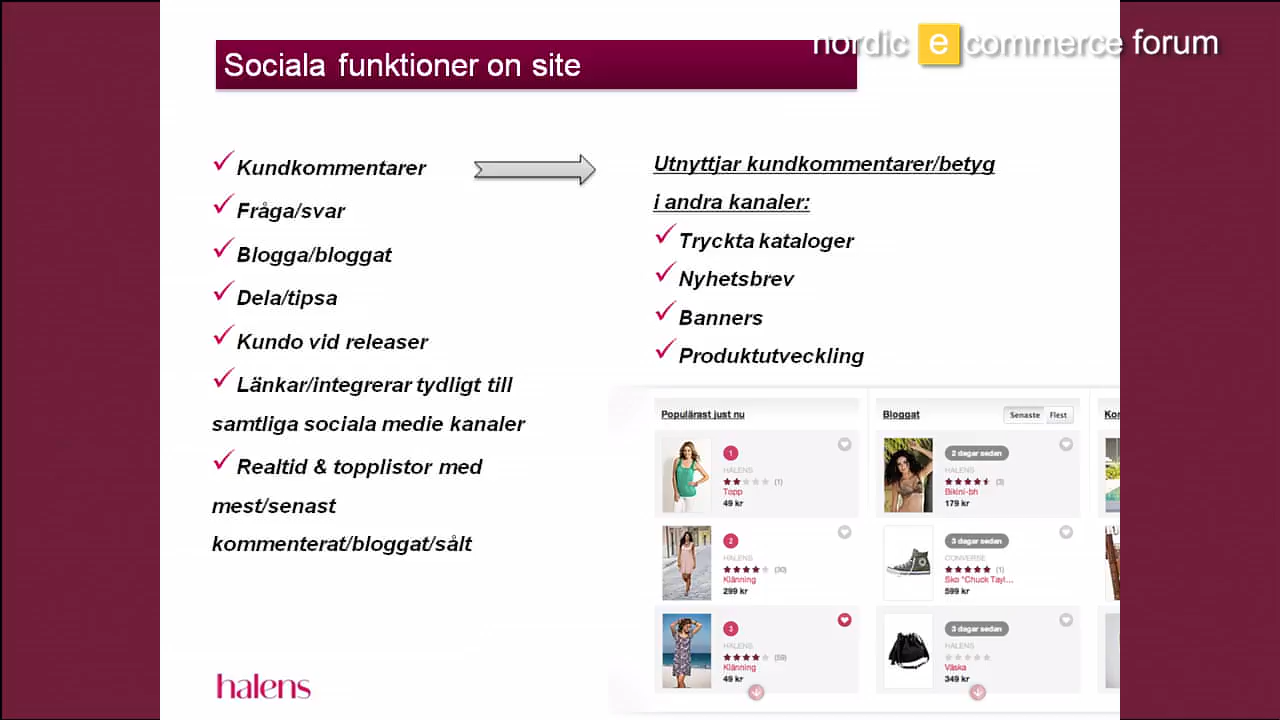 nordic e commerce forum
Sociala funktioner on site
Kundkommentarer
Fråga/svar
Blogga/bloggat
Dela/tipsa
Kundo vid releaser
Länkar/integrerar tydligt till
samtliga sociala medie kanaler
Realtid & topplistor med
mest/senast
kommenterat/bloggat/sålt
Utnyttjar kundkommentarer/betyg
i andra kanaler:
Tryckta kataloger
Nyhetsbrev
Banners
Produktutveckling
Populärast just nu
1
HALENS
(1)
Topp
49 kr
2
HALENS
(30)
Klänning
299 kr
3
HALENS
(59)
Klänning
49 kr
Bloggat
Senaste Flest
2 dagar sedan
HALENS
(3)
Bikini-bh
179 kr
3 dagar sedan
CONVERSE
(1)
Sko "Chuck Tayl...
599 kr
3 dagar sedan
HALENS
Väska
349 kr
halens